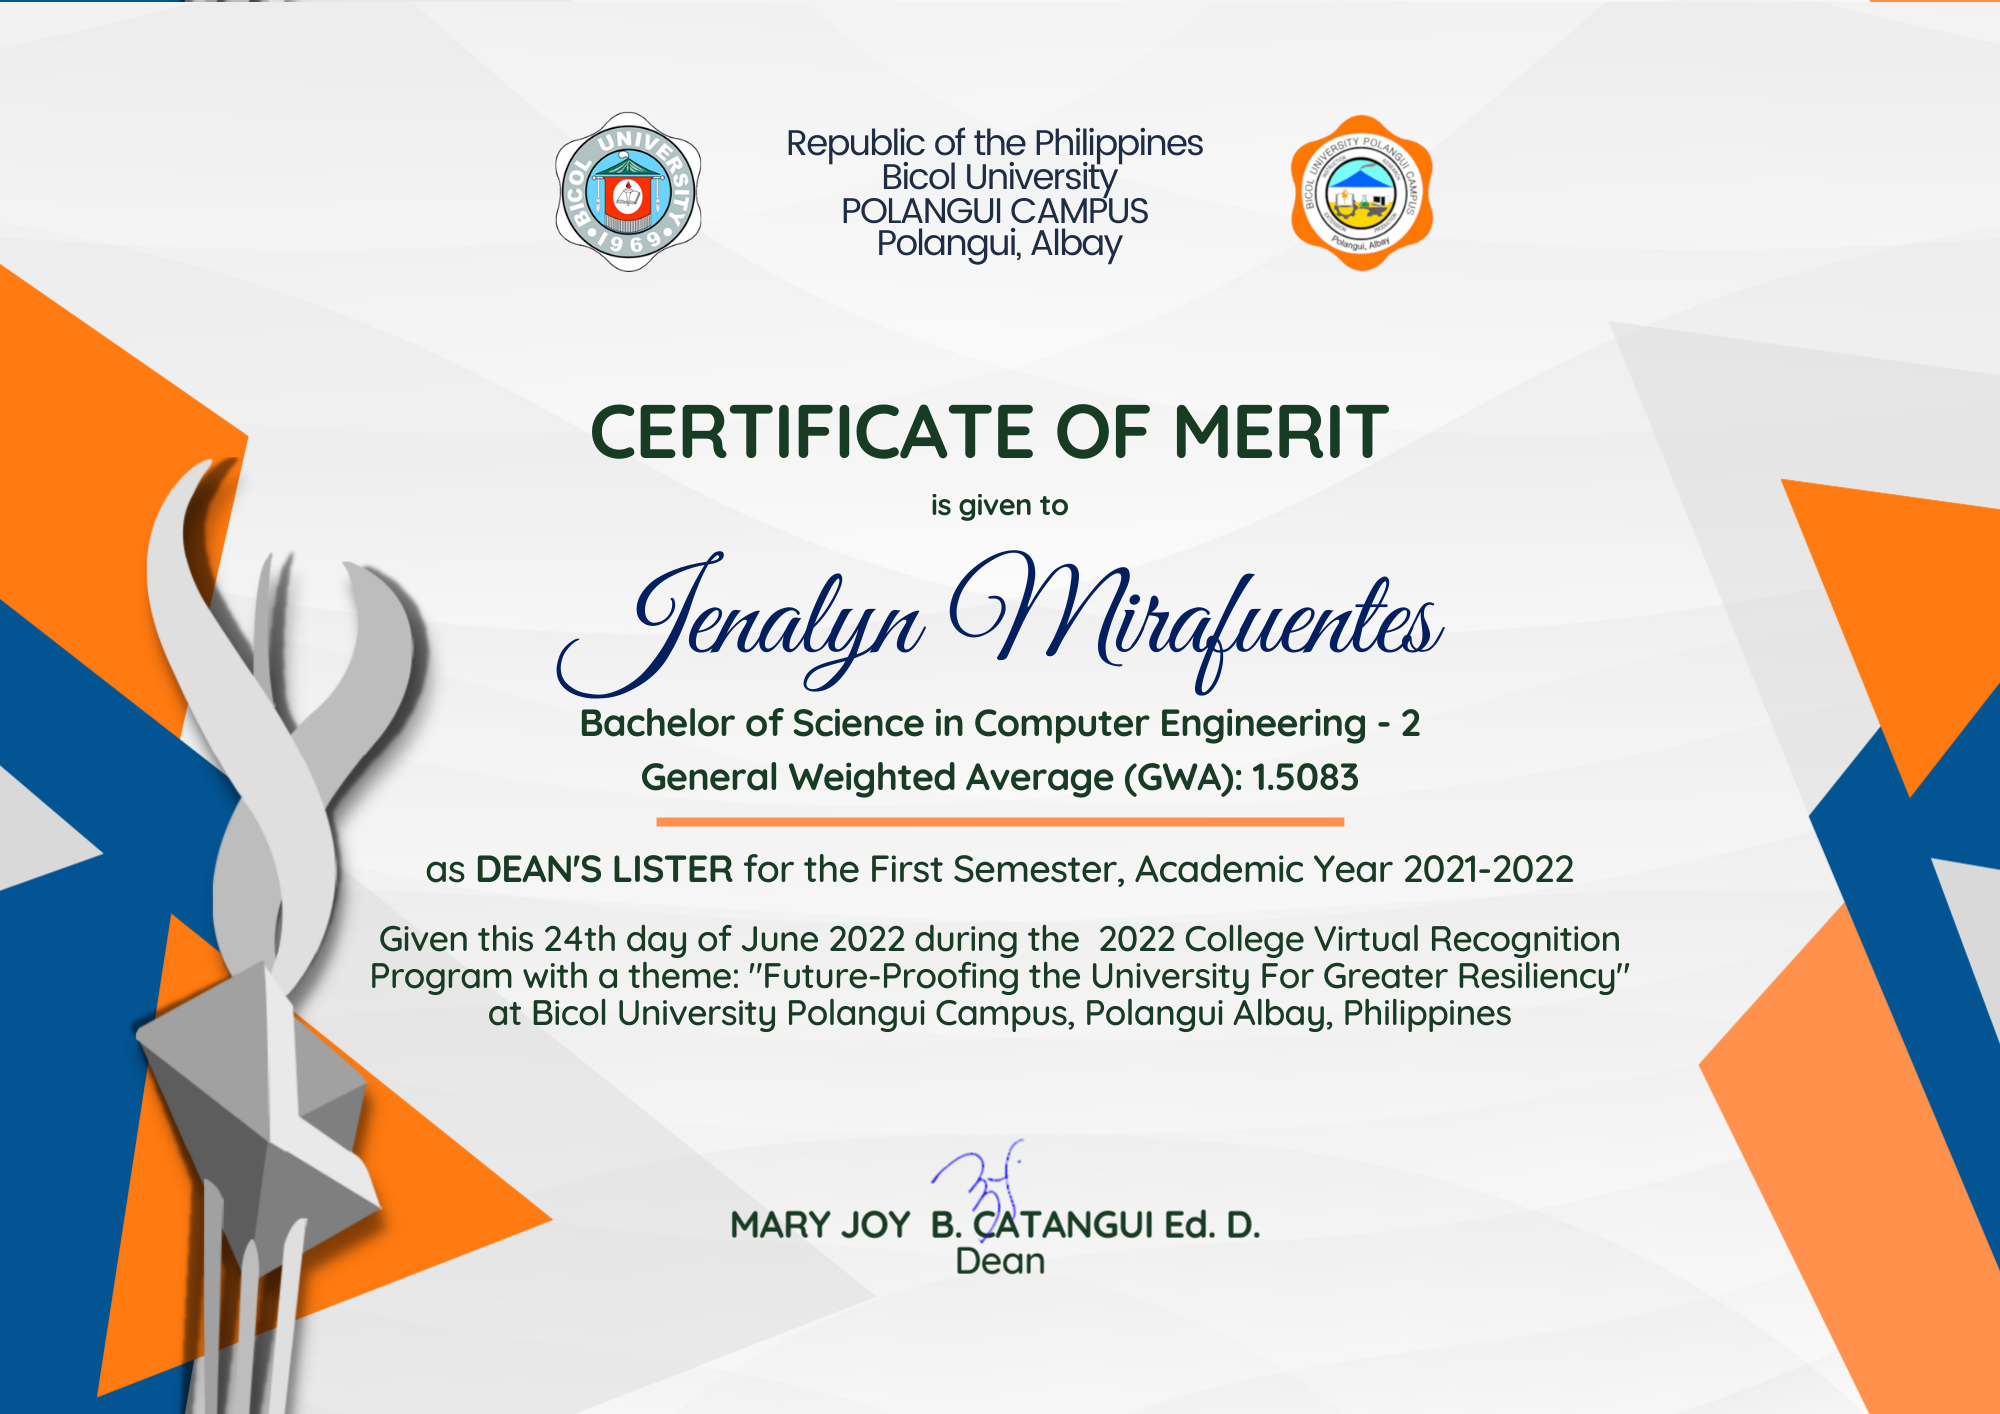 BICOL UNIVERSITY
• 1969 •
Republic of the Philippines
Bicol University
POLANGUI CAMPUS
Polangui, Albay
BICOL UNIVERSITY POLANGUI CAMPUS
Polangui, Albay
CERTIFICATE OF MERIT
is given to
Jenalyn Mirafuentes
Bachelor of Science in Computer Engineering - 2
General Weighted Average (GWA): 1.5083
as DEAN'S LISTER for the First Semester, Academic Year 2021-2022
Given this 24th day of June 2022 during the 2022 College Virtual Recognition
Program with a theme: "Future-Proofing the University For Greater Resiliency"
at Bicol University Polangui Campus, Polangui Albay, Philippines
MARY JOY B. CATANGUI Ed. D.
Dean